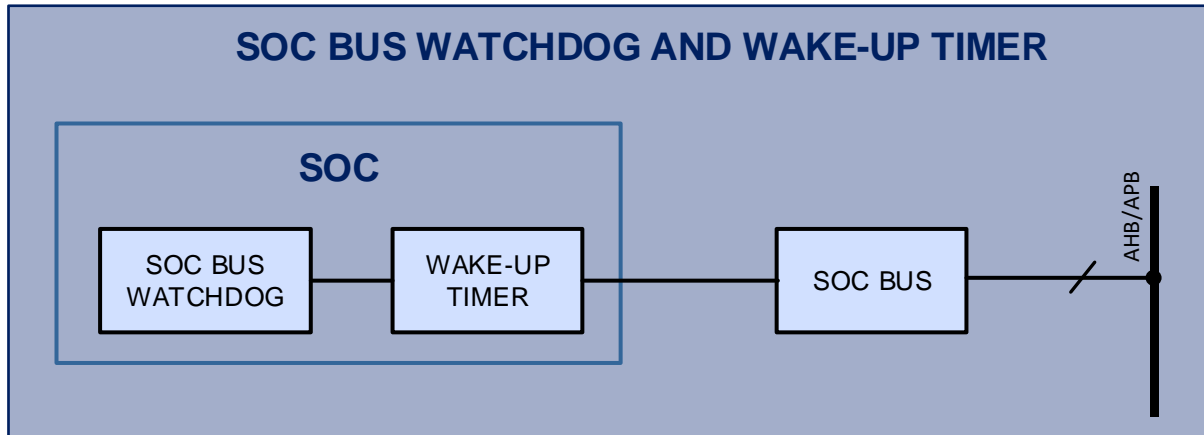 SOC BUS WATCHDOG AND WAKE-UP TIMER
SOC
SOC BUS
WATCHDOG
WAKE-UP
TIMER
SOC BUS
AHB/APB